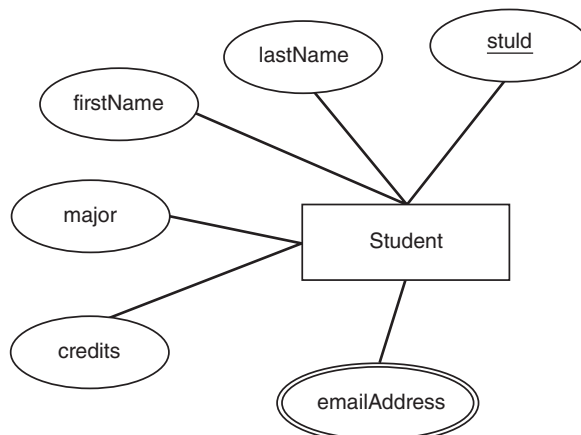 stuId
lastName
firstName
major
Student
credits
emailAddress